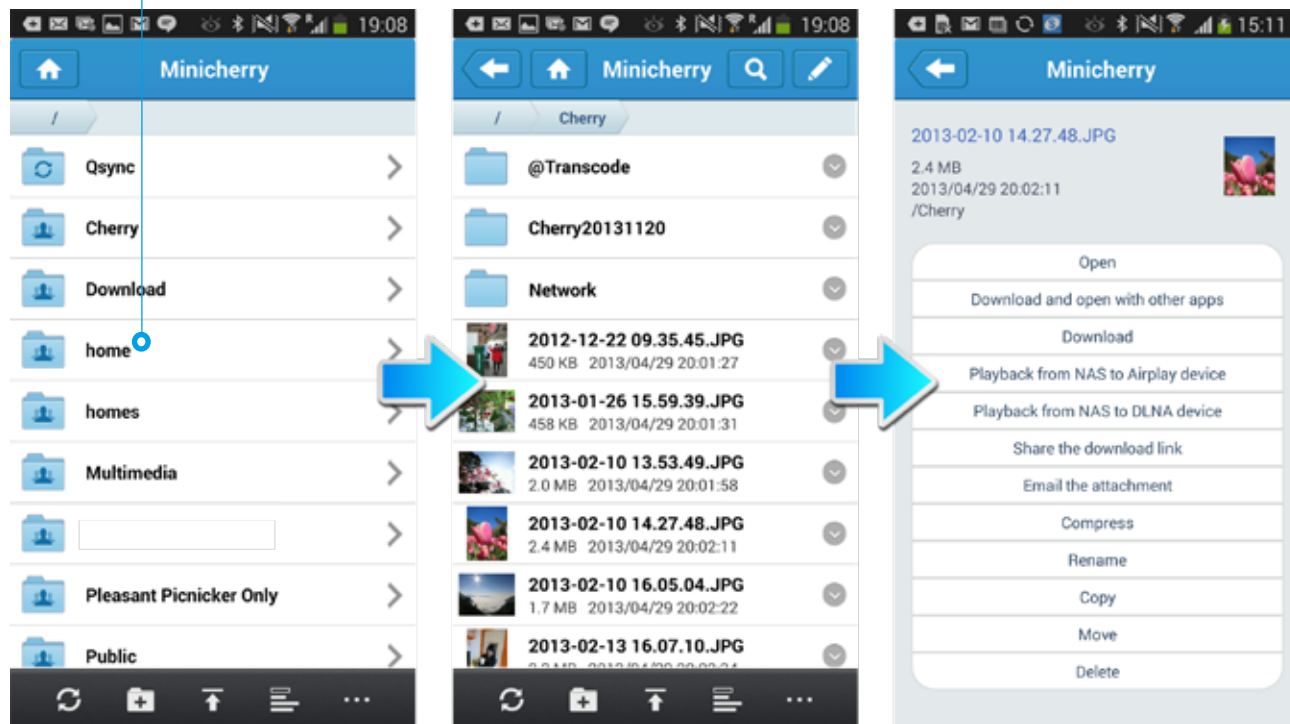 19:08
Minicherry
/
Qsync
Cherry
Download
home
homes
Multimedia
Pleasant Picnicker Only
Public
19:08
Minicherry
/ Cherry
@Transcode
Cherry20131120
Network
2012-12-22 09.35.45.JPG
450 KB 2013/04/29 20:01:27
2013-01-26 15.59.39.JPG
458 KB 2013/04/29 20:01:31
2013-02-10 13.53.49.JPG
2.0 MB 2013/04/29 20:01:58
2013-02-10 14.27.48.JPG
2.4 MB 2013/04/29 20:02:11
2013-02-10 16.05.04.JPG
1.7 MB 2013/04/29 20:02:22
2013-02-13 16.07.10.JPG
15:11
Minicherry
2013-02-10 14.27.48.JPG
2.4 MB
2013/04/29 20:02:11
/Cherry
Open
Download and open with other apps
Download
Playback from NAS to Airplay device
Playback from NAS to DLNA device
Share the download link
Email the attachment
Compress
Rename
Copy
Move
Delete